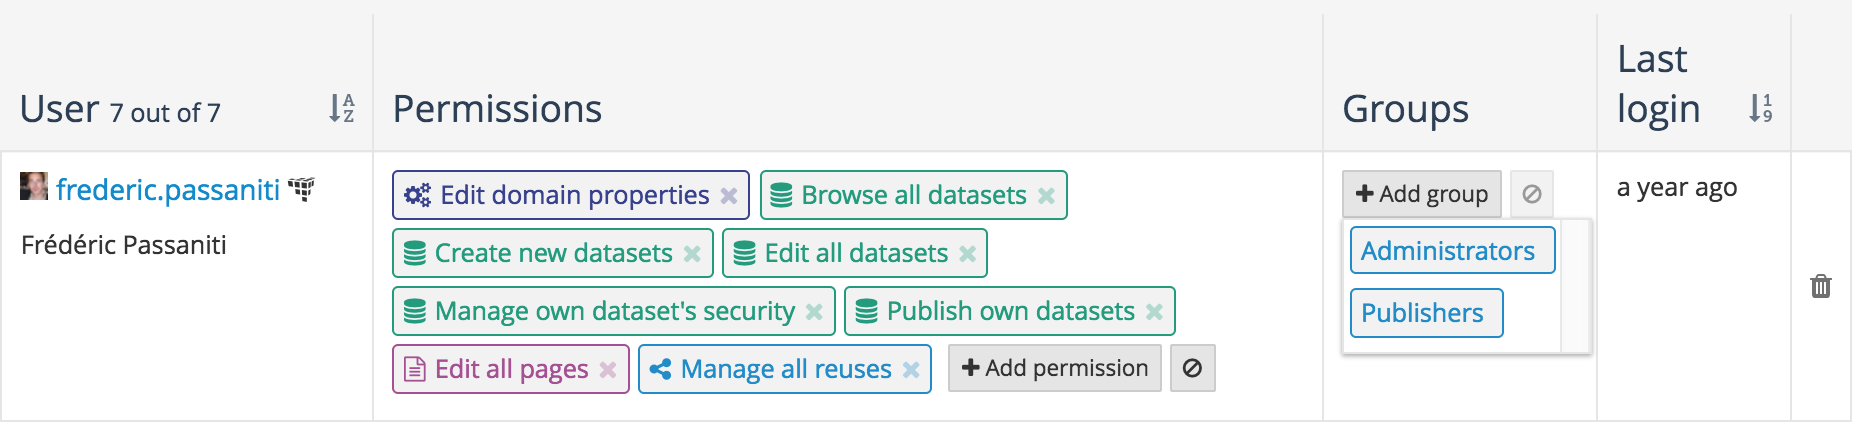 User 7 out of 7
Permissions
Groups
Last
login
frederic.passaniti
Frédéric Passaniti
Edit domain properties
Browse all datasets
Create new datasets
Edit all datasets
Manage own dataset's security
Publish own datasets
Edit all pages
Manage all reuses
Add permission
Add group
Administrators
Publishers
a year ago